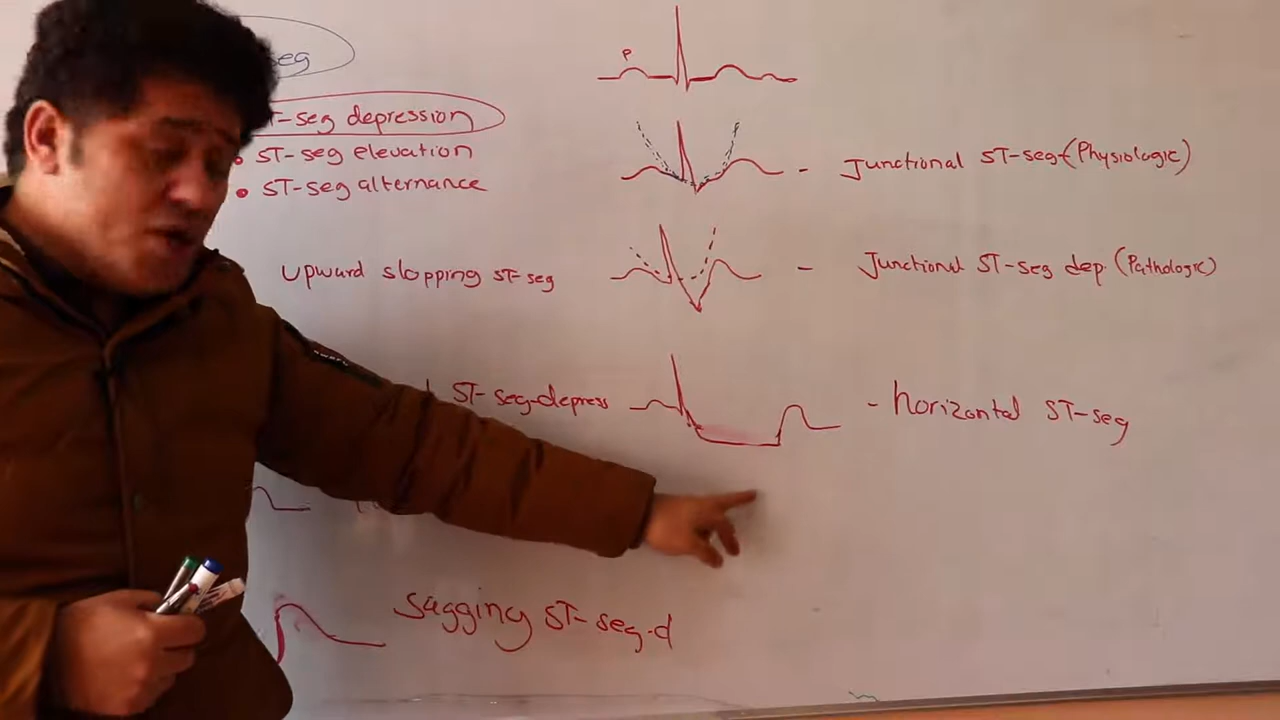 seg
P
T-seg depression
• ST-seg elevation
• ST-seg alternance
- Junctional ST-seg-(Physiologic)
upward slopping ST-seg
- Junctional ST-seg dep (Pathologic)
ST-seg-depress
- horizontal ST-seg
sagging ST-seg-d